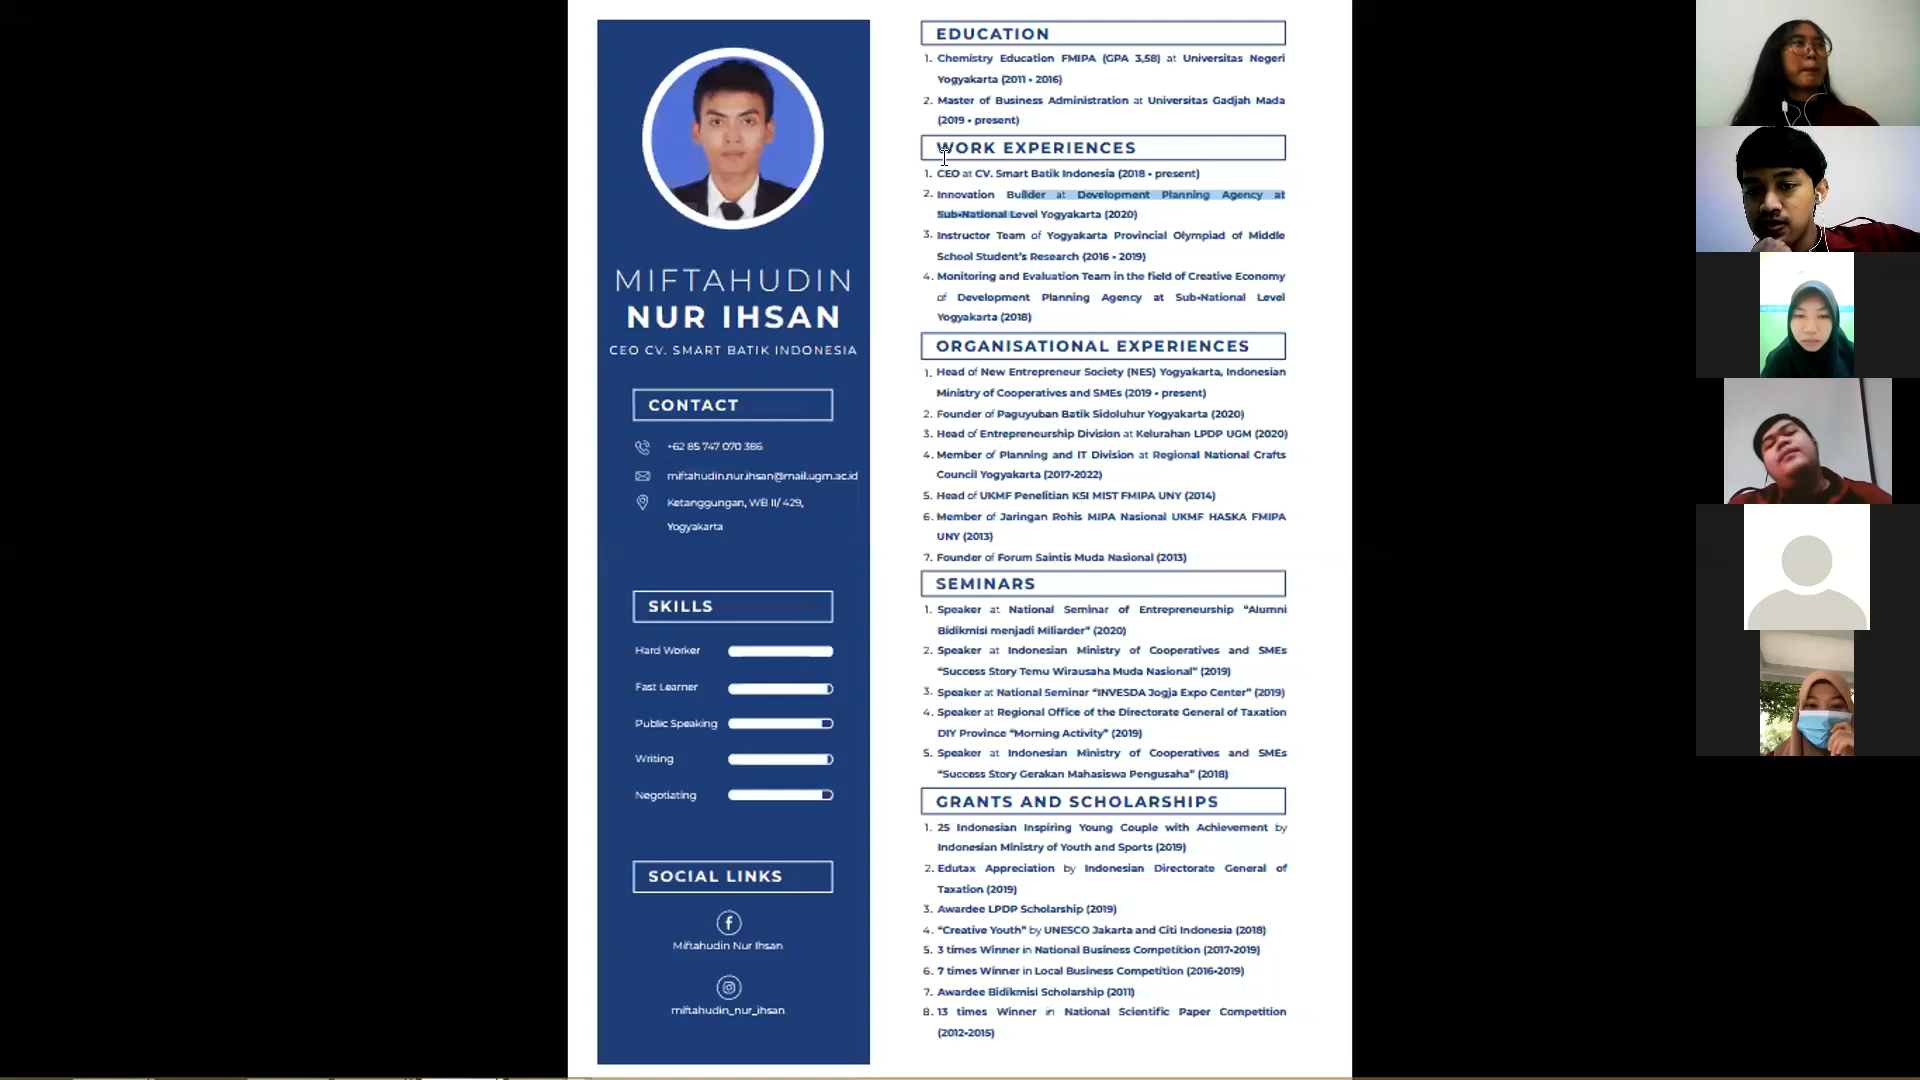 MIFTAHUDIN
NUR IHSAN
CEO CV. SMART BATIK INDONESIA
CONTACT
+62 85 747 070 386
miftahudin.nur.ihsan@mail.ugm.ac.id
Ketanggungan, WB II/ 429,
Yogyakarta
SKILLS
Hard Worker
Fast Learner
Public Speaking
Writing
Negotiating
SOCIAL LINKS
Miftahudin Nur Ihsan
miftahudin_nur_ihsan
EDUCATION
1. Chemistry Education FMIPA (GPA 3,58) at Universitas Negeri
Yogyakarta (2011 - 2016)
2. Master of Business Administration at Universitas Gadjah Mada
(2019 - present)
WORK EXPERIENCES
1. CEO at CV. Smart Batik Indonesia (2018 - present)
2. Innovation Builder at Development Planning Agency at
Sub-National Level Yogyakarta (2020)
3. Instructor Team of Yogyakarta Provincial Olympiad of Middle
School Student's Research (2016 - 2019)
4. Monitoring and Evaluation Team in the field of Creative Economy
of Development Planning Agency at Sub-National Level
Yogyakarta (2018)
ORGANISATIONAL EXPERIENCES
1. Head of New Entrepreneur Society (NES) Yogyakarta, Indonesian
Ministry of Cooperatives and SMEs (2019 - present)
2. Founder of Paguyuban Batik Sidoluhur Yogyakarta (2020)
3. Head of Entrepreneurship Division at Kelurahan LPDP UGM (2020)
4. Member of Planning and IT Division at Regional National Crafts
Council Yogyakarta (2017-2022)
5. Head of UKMF Penelitian KSI MIST FMIPA UNY (2014)
6. Member of Jaringan Rohis MIPA Nasional UKMF HASKA FMIPA
UNY (2013)
7. Founder of Forum Saintis Muda Nasional (2013)
SEMINARS
1. Speaker at National Seminar of Entrepreneurship "Alumni
Bidikmisi menjadi Miliarder" (2020)
2. Speaker at Indonesian Ministry of Cooperatives and SMEs
"Success Story Temu Wirausaha Muda Nasional" (2019)
3. Speaker at National Seminar "INVESDA Jogja Expo Center" (2019)
4. Speaker at Regional Office of the Directorate General of Taxation
DIY Province "Morning Activity" (2019)
5. Speaker at Indonesian Ministry of Cooperatives and SMEs
"Success Story Gerakan Mahasiswa Pengusaha" (2018)
GRANTS AND SCHOLARSHIPS
1. 25 Indonesian Inspiring Young Couple with Achievement by
Indonesian Ministry of Youth and Sports (2019)
2. Edutax Appreciation by Indonesian Directorate General of
Taxation (2019)
3. Awardee LPDP Scholarship (2019)
4. "Creative Youth" by UNESCO Jakarta and Citi Indonesia (2018)
5. 3 times Winner in National Business Competition (2017-2019)
6. 7 times Winner in Local Business Competition (2016-2019)
7. Awardee Bidikmisi Scholarship (2011)
8. 13 times Winner in National Scientific Paper Competition
(2012-2015)